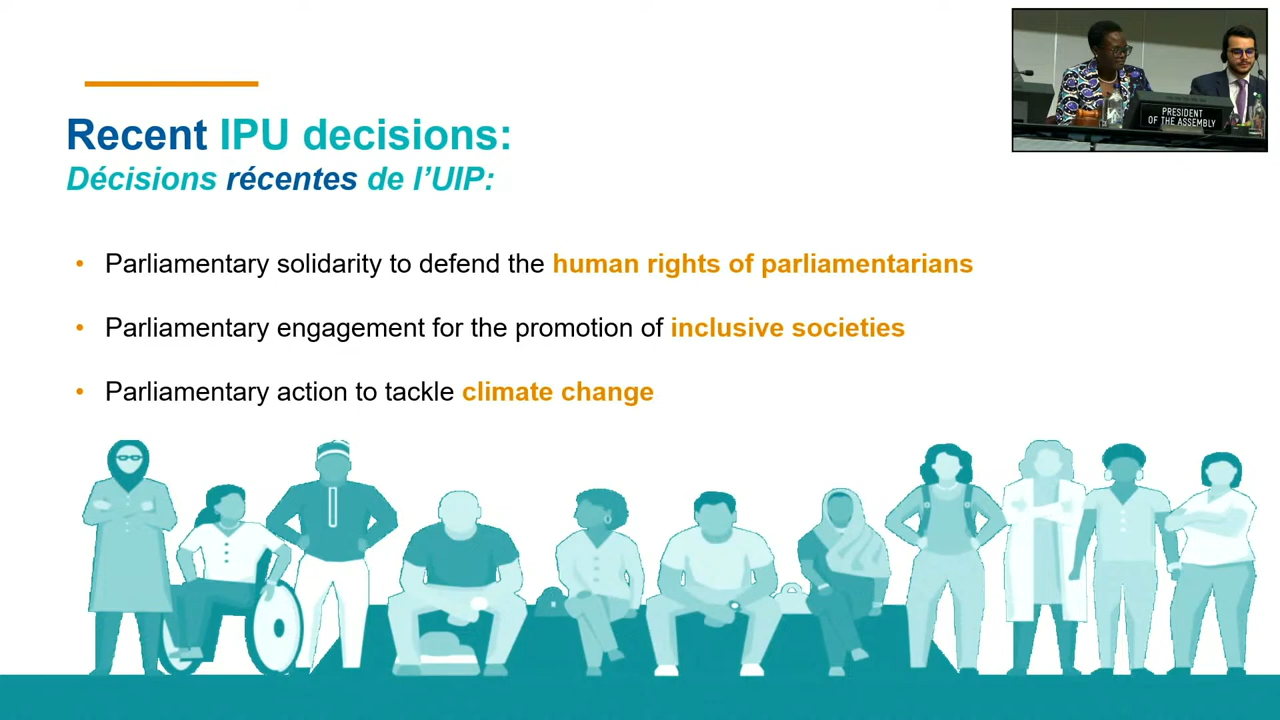 Recent IPU decisions:
Décisions récentes de l’UIP:
• Parliamentary solidarity to defend the human rights of parliamentarians
• Parliamentary engagement for the promotion of inclusive societies
• Parliamentary action to tackle climate change
PRESIDENT
OF THE ASSEMBLY